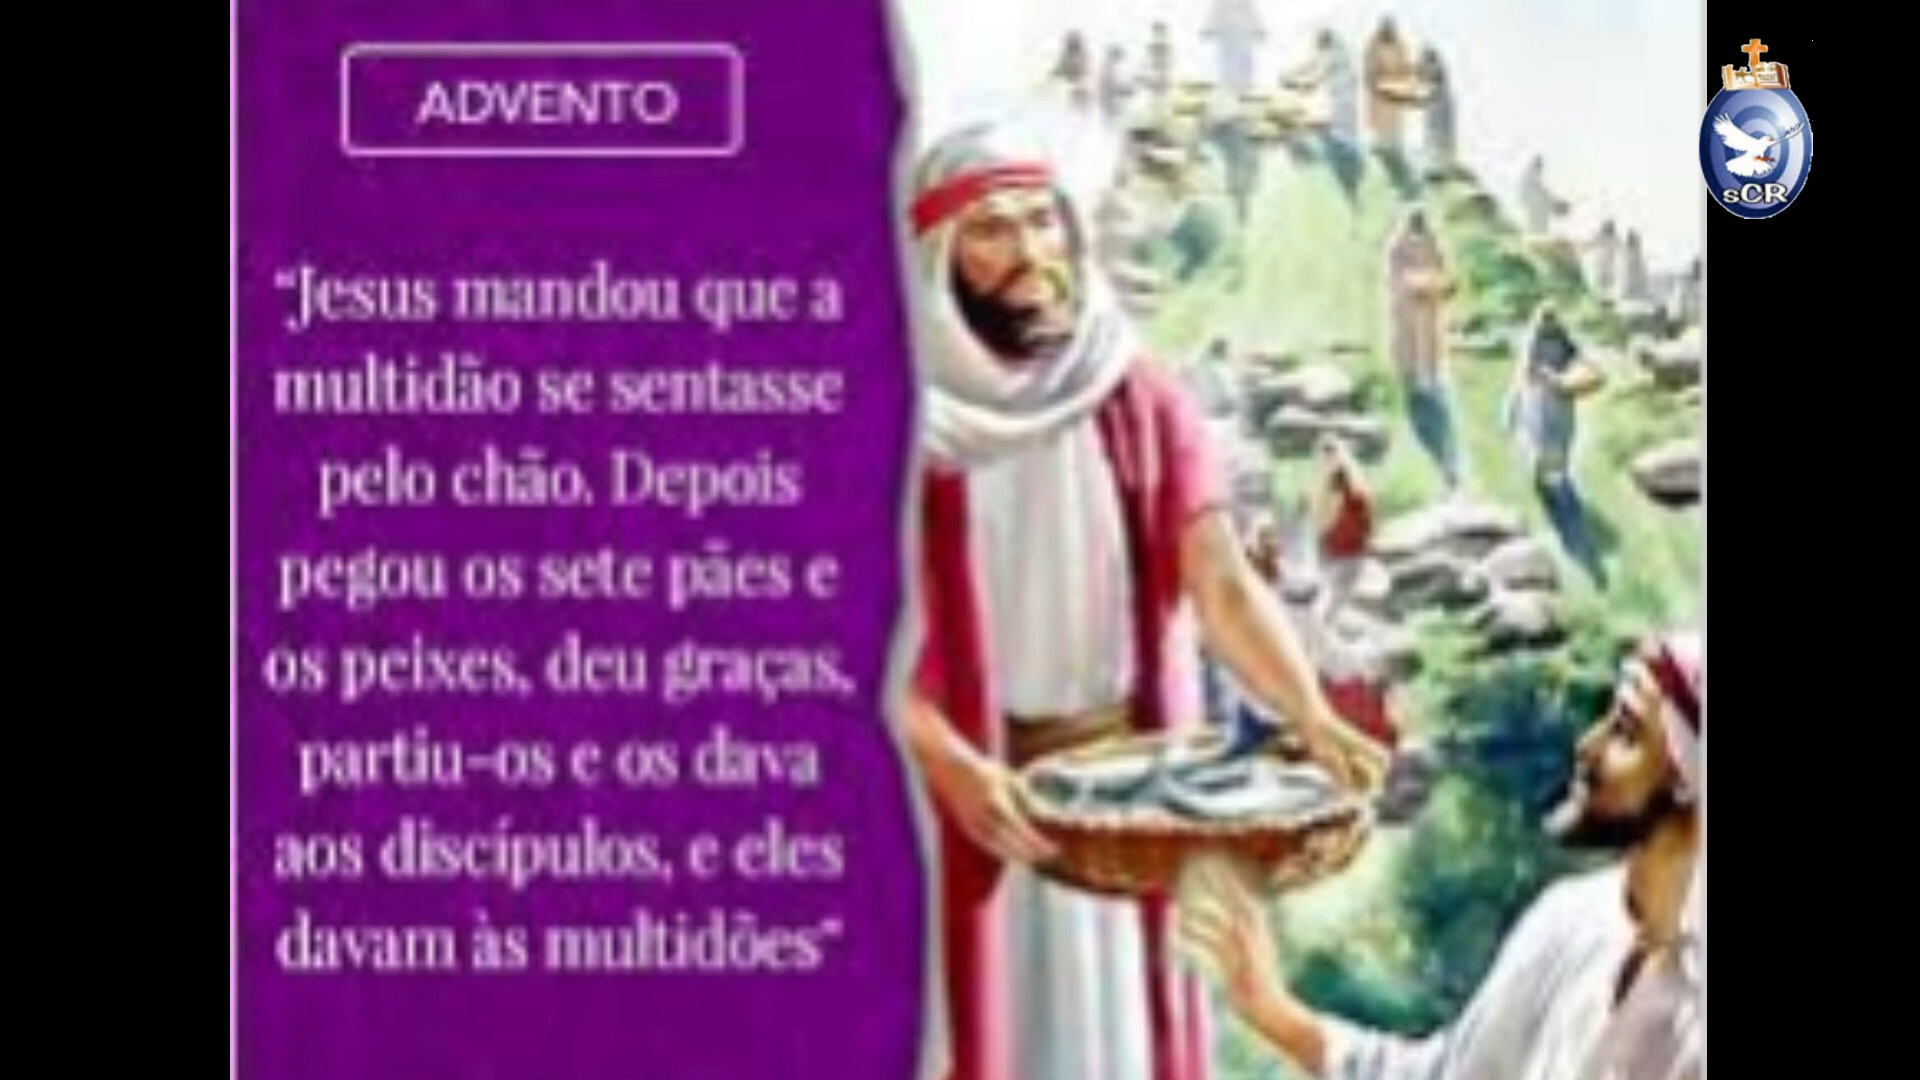 ADVENTO
"Jesus mandou que a
multidão se sentasse
pelo chão. Depois
pegou os sete pães e
os peixes, deu graças,
partiu-os e os dava
aos discípulos, e eles
davam às multidões"
sCR